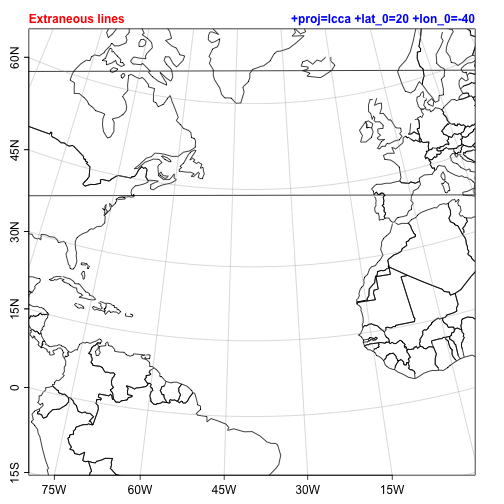 Extraneous lines
+proj=lcca +lat_0=20 +lon_0=-40
60N
45N
30N
15N
0
15S
75W 60W 45W 30W 15W